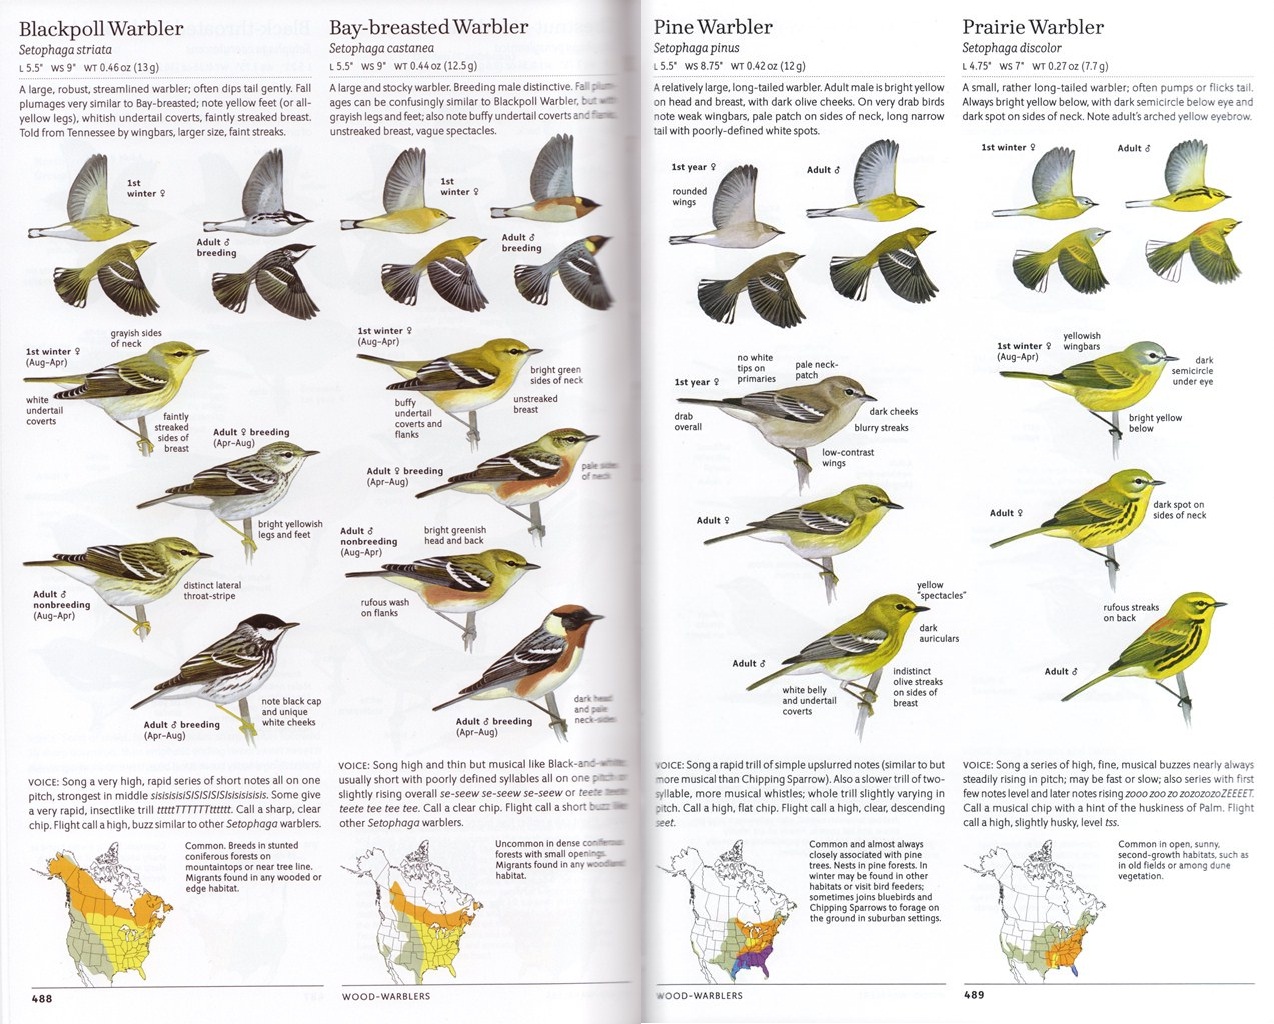 Blackpoll Warbler
Setophaga striata
L 5.5" WS 9" WT 0.46 oz (13 g)
A large, robust, streamlined warbler; often dips tail gently. Fall
plumages very similar to Bay-breasted; note yellow feet (or all-
yellow legs), whitish undertail coverts, faintly streaked breast.
Told from Tennessee by wingbars, larger size, faint streaks.
1st
winter ♀
Adult ♂
breeding
grayish sides
of neck
1st winter ♀
(Aug-Apr)
white
undertail
coverts
faintly
streaked
sides of
breast
Adult ♀ breeding
(Apr–Aug)
bright yellowish
legs and feet
distinct lateral
throat-stripe
Adult ♂
nonbreeding
(Aug-Apr)
note black cap
and unique
white cheeks
Adult ♂ breeding
(Apr–Aug)
VOICE: Song a very high, rapid series of short notes all on one
pitch, strongest in middle sisisisisiSISISISISIsisisisisis. Some give
a very rapid, insectlike trill tttttTTTTTTtttttt. Call a sharp, clear
chip. Flight call a high, buzz similar to other Setophaga warblers.
Common. Breeds in stunted
coniferous forests on
mountaintops or near tree line.
Migrants found in any wooded or
edge habitat.
488
Bay-breasted Warbler
Setophaga castanea
L 5.5" WS 9" WT 0.44 oz (12.5 g)
A large and stocky warbler. Breeding male distinctive. Fall plum-
ages can be confusingly similar to Blackpoll Warbler, but with
grayish legs and feet; also note buffy undertail coverts and flanks,
unstreaked breast, vague spectacles.
1st
winter ♀
Adult ♂
breeding
1st winter ♀
(Aug-Apr)
bright green
sides of neck
buffy
undertail
coverts and
flanks
unstreaked
breast
Adult ♀ breeding
(Apr–Aug)
pale sides
of neck
Adult ♂
nonbreeding
(Aug-Apr)
bright greenish
head and back
rufous wash
on flanks
dark head
and pale
neck-sides
Adult ♂ breeding
(Apr–Aug)
VOICE: Song high and thin but musical like Black-and-white;
usually short with poorly defined syllables all on one pitch or
slightly rising overall se-seew se-seew se-seew or teete teete
teete tee tee tee. Call a clear chip. Flight call a short buzz like
other Setophaga warblers.
Uncommon in dense coniferous
forests with small openings.
Migrants found in any woodland
habitat.
WOOD-WARBLERS
Pine Warbler
Setophaga pinus
L 5.5" WS 8.75" WT 0.42 oz (12 g)
A relatively large, long-tailed warbler. Adult male is bright yellow
on head and breast, with dark olive cheeks. On very drab birds
note weak wingbars, pale patch on sides of neck, long narrow
tail with poorly-defined white spots.
1st year ♀
rounded
wings
Adult ♂
no white
tips on
primaries
pale neck-
patch
1st year ♀
dark cheeks
drab
overall
blurry streaks
low-contrast
wings
Adult ♀
yellow
"spectacles"
dark
auriculars
Adult ♂
indistinct
olive streaks
on sides of
breast
white belly
and undertail
coverts
VOICE: Song a rapid trill of simple upslurred notes (similar to but
more musical than Chipping Sparrow). Also a slower trill of two-
syllable, more musical whistles; whole trill slightly varying in
pitch. Call a high, flat chip. Flight call a high, clear, descending
seet.
Common and almost always
closely associated with pine
trees. Nests in pine forests. In
winter may be found in other
habitats or visit bird feeders;
sometimes joins bluebirds and
Chipping Sparrows to forage on
the ground in suburban settings.
WOOD-WARBLERS
Prairie Warbler
Setophaga discolor
L 4.75" WS 7" WT 0.27 oz (7.7 g)
A small, rather long-tailed warbler; often pumps or flicks tail.
Always bright yellow below, with dark semicircle below eye and
dark spot on sides of neck. Note adult's arched yellow eyebrow.
1st winter ♀
Adult ♂
yellowish
wingbars
1st winter ♀
(Aug-Apr)
dark
semicircle
under eye
bright yellow
below
Adult ♀
dark spot on
sides of neck
rufous streaks
on back
Adult ♂
VOICE: Song a series of high, fine, musical buzzes nearly always
steadily rising in pitch; may be fast or slow; also series with first
few notes level and later notes rising zooo zoo zo zozozozoZEEEET.
Call a musical chip with a hint of the huskiness of Palm. Flight
call a high, slightly husky, level tss.
Common in open, sunny,
second-growth habitats, such as
in old fields or among dune
vegetation.
489